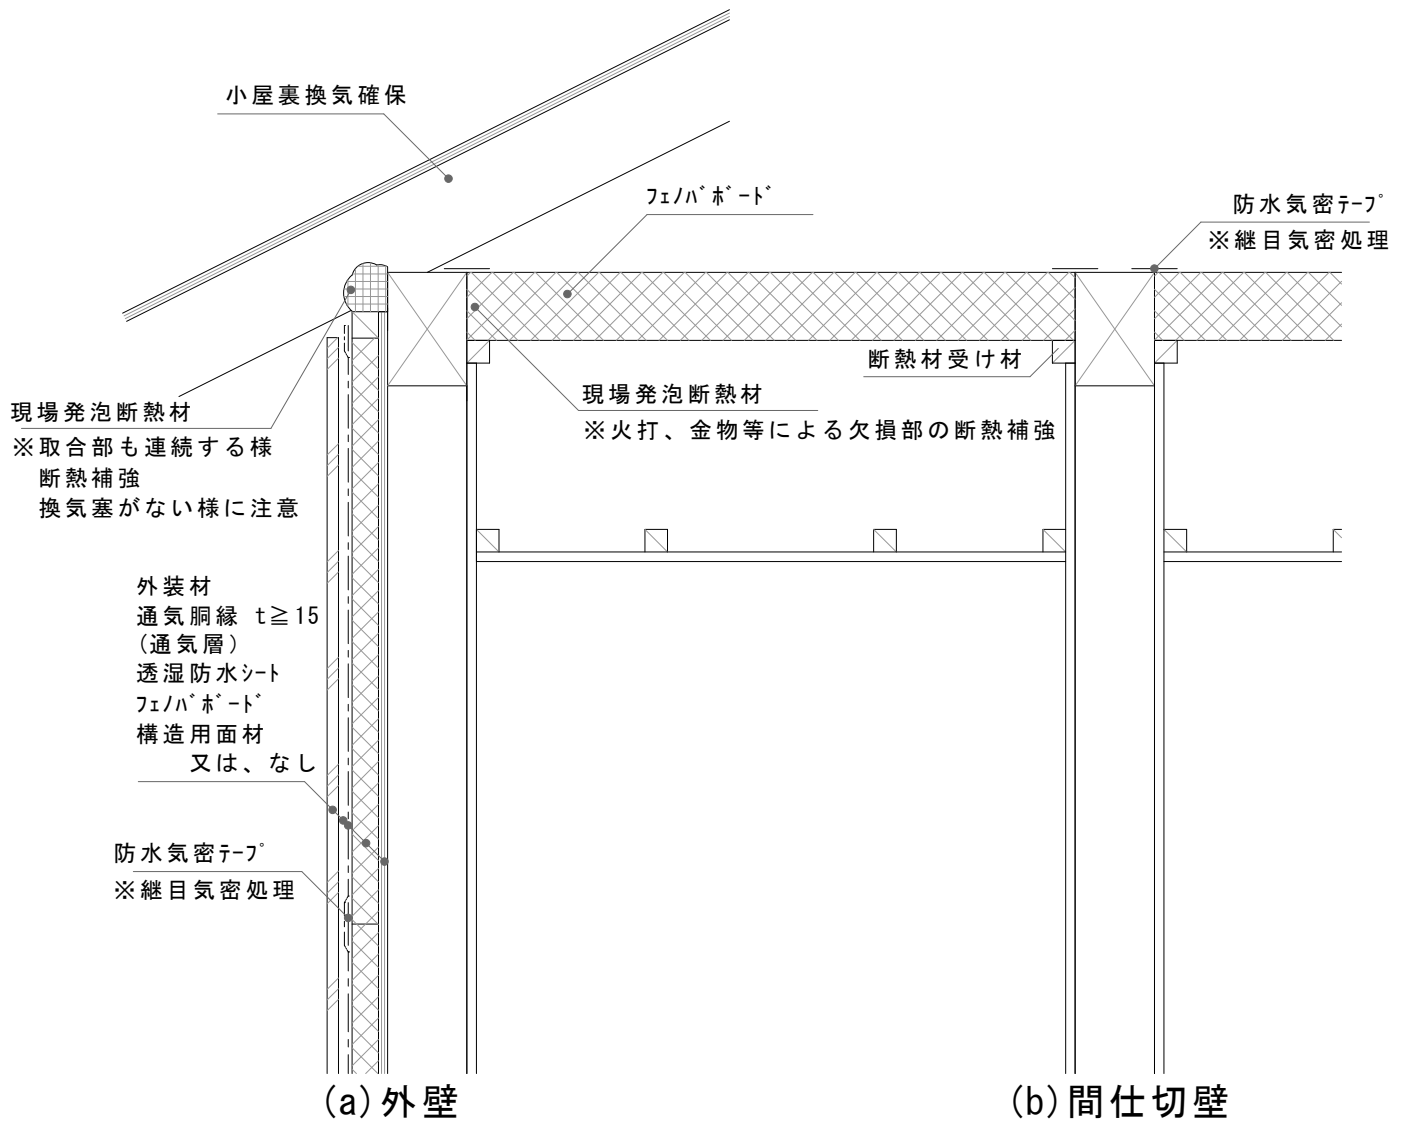 小屋裏換気確保
ﾌｪﾉﾊﾞﾎﾞｰﾄﾞ
防水気密ﾃｰﾌﾟ
※継目気密処理
断熱材受け材
現場発泡断熱材
※火打、金物等による欠損部の断熱補強
現場発泡断熱材
※取合部も連続する様
断熱補強
換気塞がない様に注意
外装材
通気胴縁 t≧15
(通気層)
透湿防水ｼｰﾄ
ﾌｪﾉﾊﾞﾎﾞｰﾄﾞ
構造用面材
又は、なし
防水気密ﾃｰﾌﾟ
※継目気密処理
(a)外壁
(b)間仕切壁